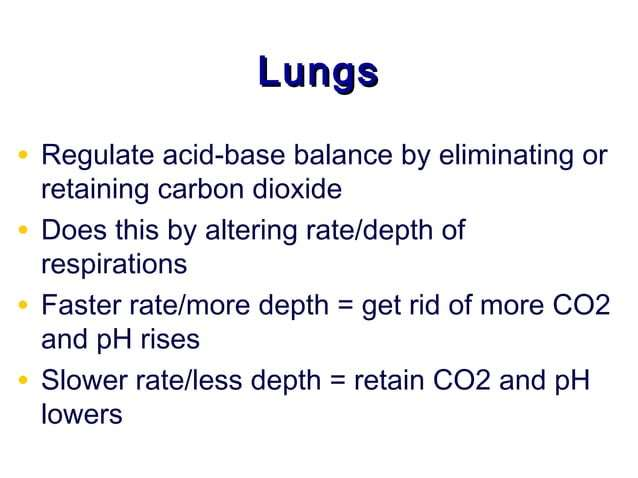 Lungs
• Regulate acid-base balance by eliminating or
retaining carbon dioxide
• Does this by altering rate/depth of
respirations
• Faster rate/more depth = get rid of more CO2
and pH rises
• Slower rate/less depth = retain CO2 and pH
lowers